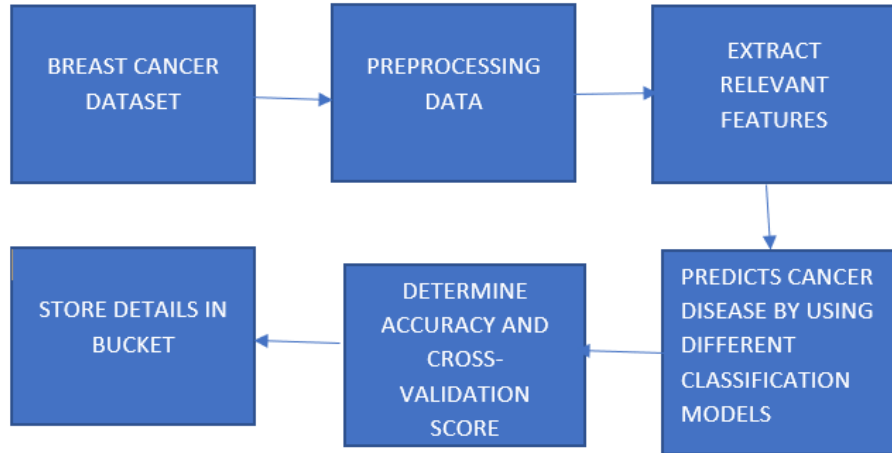 BREAST CANCER
DATASET
PREPROCESSING
DATA
EXTRACT
RELEVANT
FEATURES
PREDICTS CANCER
DISEASE BY USING
DIFFERENT
CLASSIFICATION
MODELS
DETERMINE
ACCURACY AND
CROSS-
VALIDATION
SCORE
STORE DETAILS IN
BUCKET